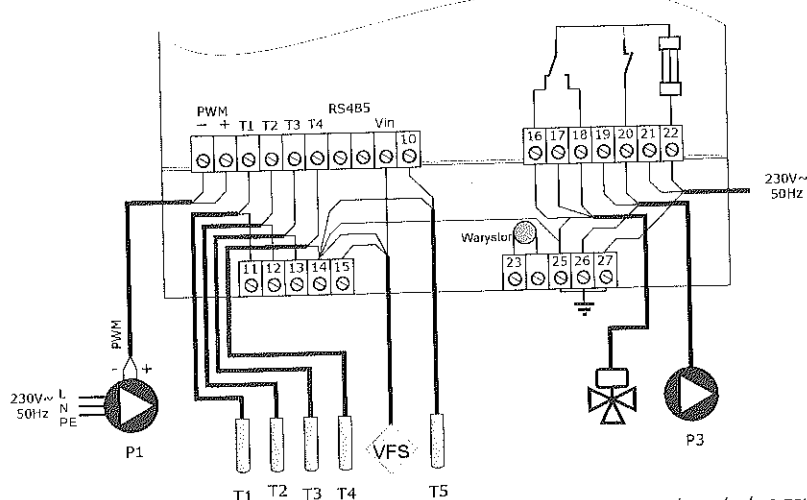 PWM RS485
− + T1 T2 T3 T4 Vin 10
16 17 18 19 20 21 22
230V~
50Hz
Warystor
11 12 13 14 15
23 25 26 27
PWM
- +
230V~ L
50Hz N
PE
P1
VFS
P3
T1 T2 T3 T4 T5